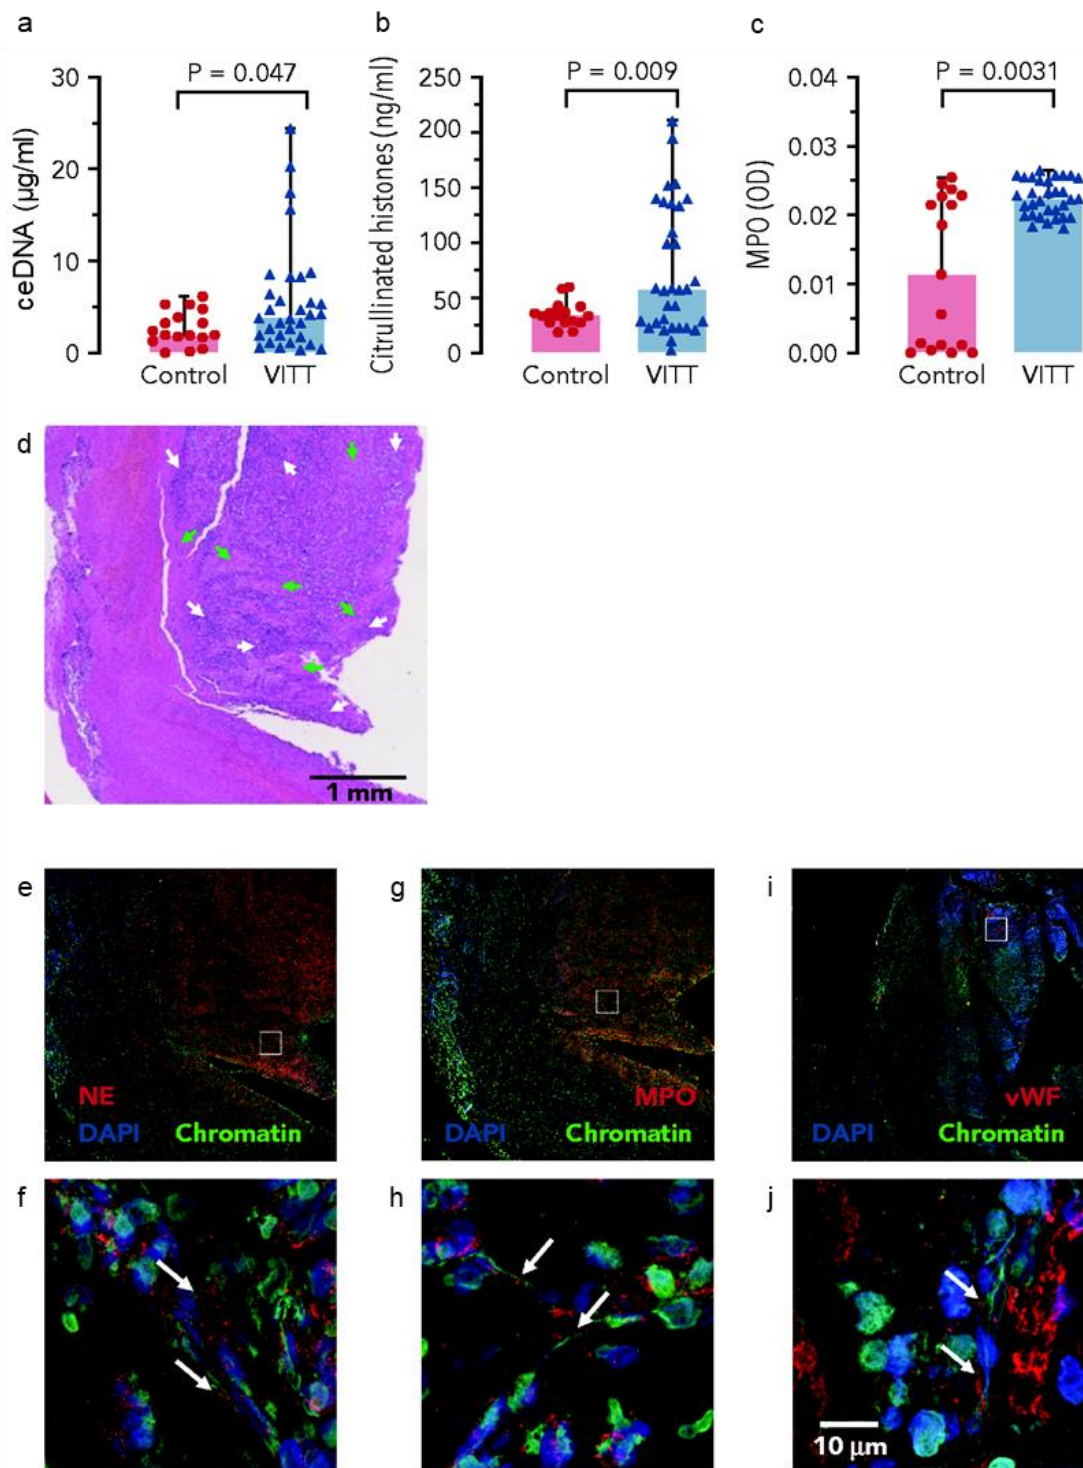 a
b
c
P = 0.047
P = 0.009
P = 0.0031
ceDNA (µg/ml)
30
20
10
0
Control
VITT
Citrullinated histones (ng/ml)
250
200
150
100
50
0
Control
VITT
MPO (OD)
0.04
0.03
0.02
0.01
0.00
Control
VITT
d
1 mm
e
g
i
NE
DAPI Chromatin
MPO
DAPI Chromatin
vWF
DAPI Chromatin
f
h
j
10 µm